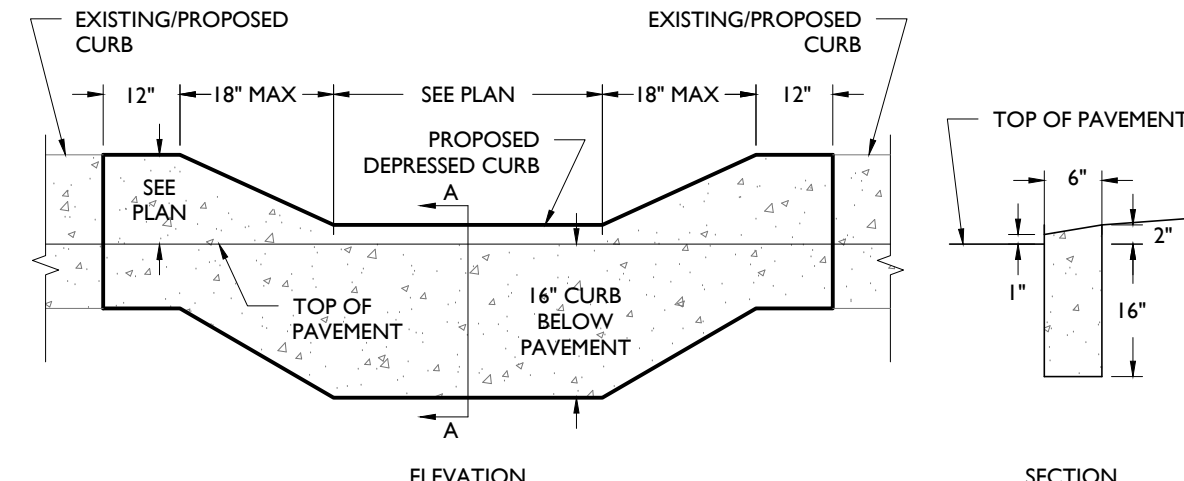 EXISTING/PROPOSED
CURB
EXISTING/PROPOSED
CURB
12"
18" MAX
SEE PLAN
18" MAX
12"
TOP OF PAVEMENT
PROPOSED
DEPRESSED CURB
SEE
PLAN
A
6"
2"
1"
16"
TOP OF
PAVEMENT
16" CURB
BELOW
PAVEMENT
A
ELEVATION
SECTION